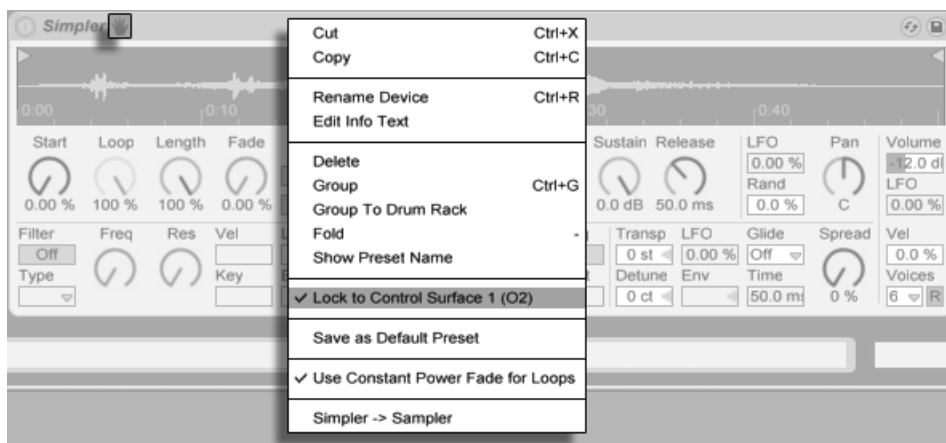 Simpler
Cut Ctrl+X
Copy Ctrl+C
Rename Device Ctrl+R
Edit Info Text
Delete
Group Ctrl+G
Group To Drum Rack
Fold -
Show Preset Name
✓ Lock to Control Surface 1 (O2)
Save as Default Preset
✓ Use Constant Power Fade for Loops
Simpler -> Sampler
0:00 0:10 30 0:40
Start Loop Length Fade
0.00 % 100 % 100 % 0.00 %
Filter Freq Res Vel
Off
Type Key
Sustain Release LFO Pan Volume
0.00 % -12.0 d
Rand LFO
0.0 dB 50.0 ms 0.0 % C 0.00 %
Transp LFO Glide Spread Vel
0 st 0.00 % Off 0.0 %
Detune Env Time Voices
0 ct 50.0 m 0 % 6 R